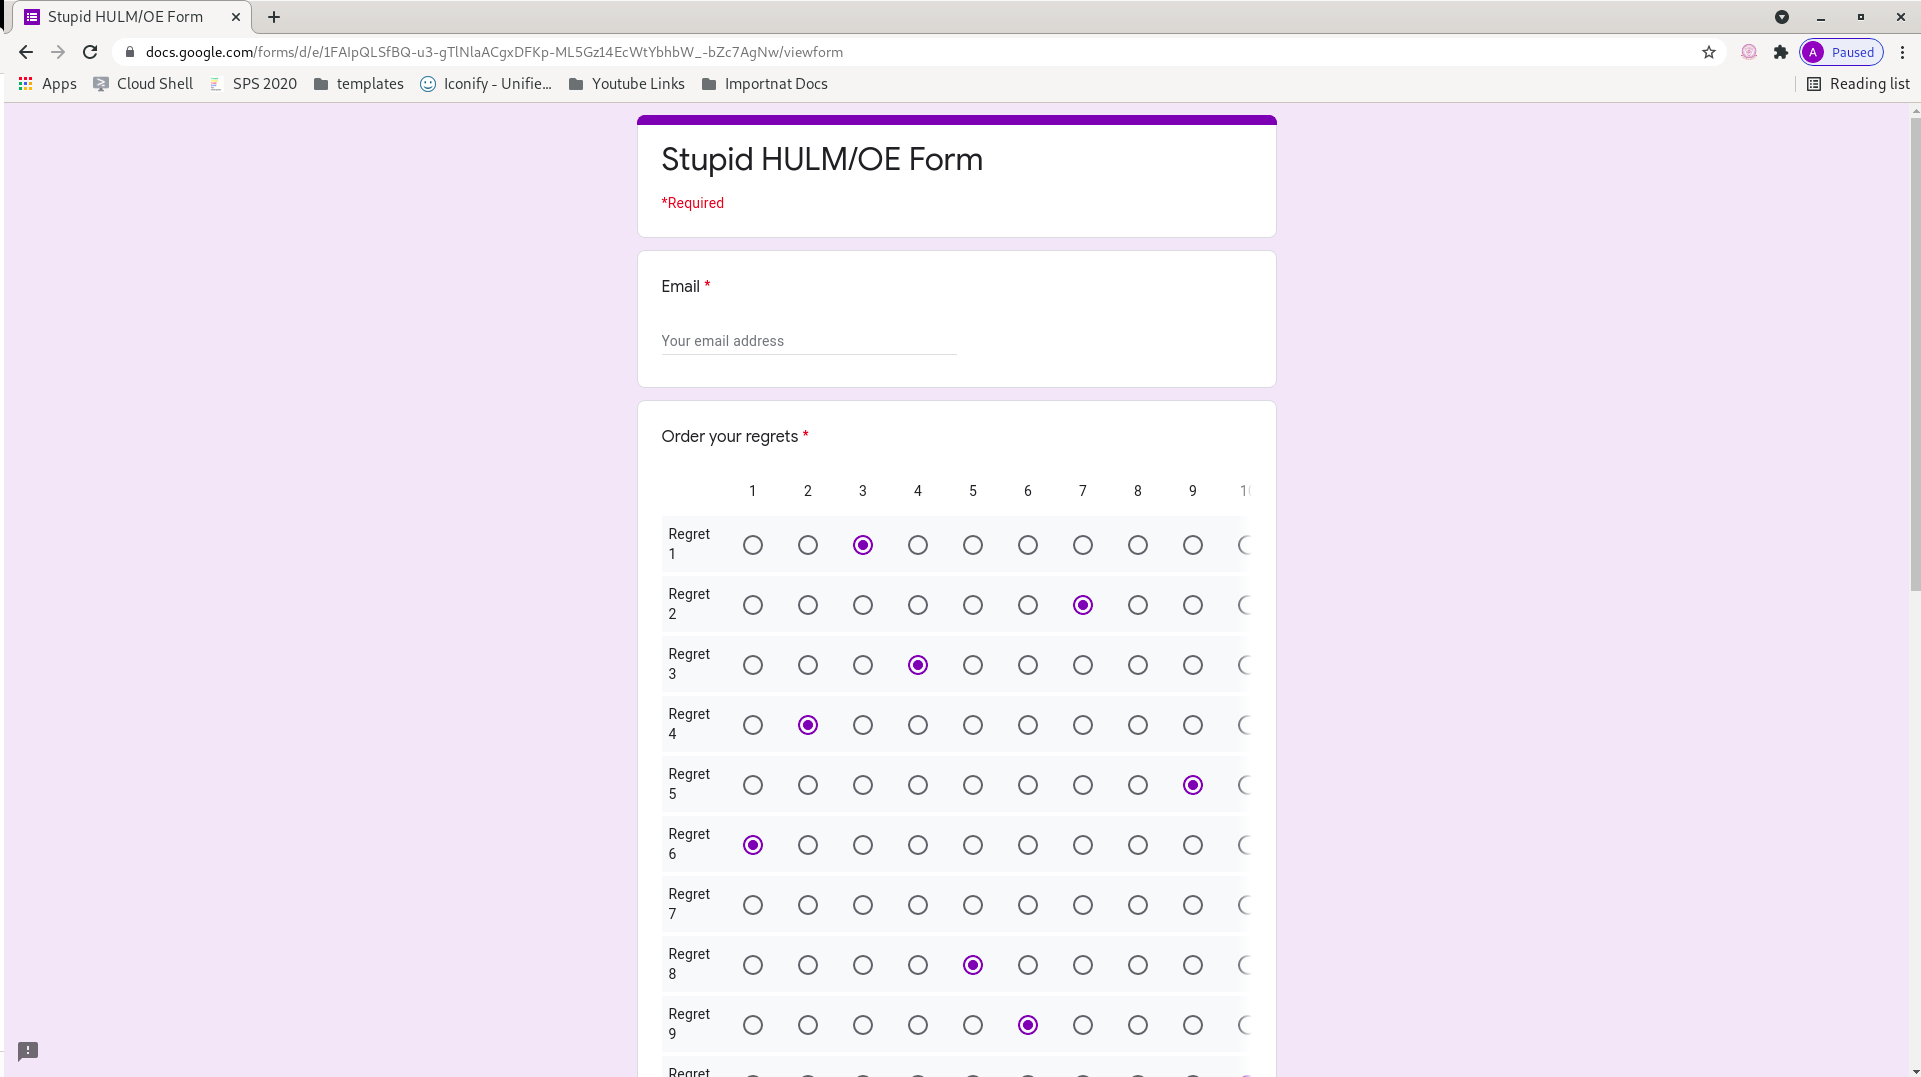 Stupid HULM/OE Form
docs.google.com/forms/d/e/1FAIpQLSfBQ-u3-gTlNlaACgxDFKp-ML5Gz14EcWtYbhbW_-bZc7AgNw/viewform
A Paused
Apps Cloud Shell SPS 2020 templates Iconify - Unifie... Youtube Links Importnat Docs Reading list
Stupid HULM/OE Form
*Required
Email *
Your email address
Order your regrets *
1 2 3 4 5 6 7 8 9 10
Regret
1
Regret
2
Regret
3
Regret
4
Regret
5
Regret
6
Regret
7
Regret
8
Regret
9
Regret